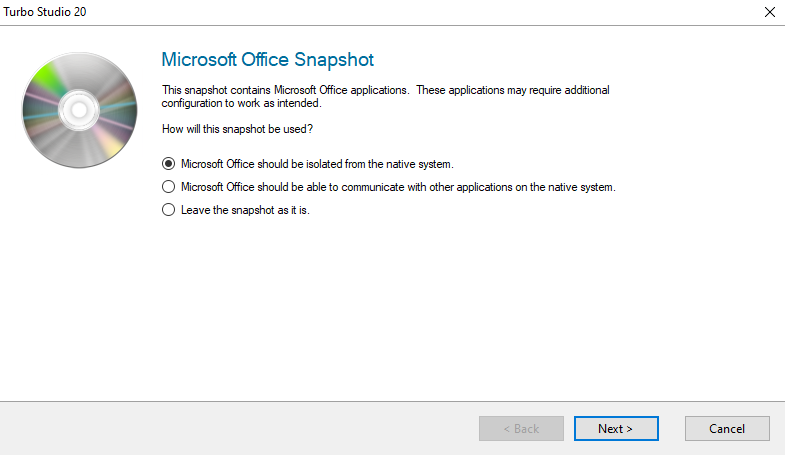 Turbo Studio 20
Microsoft Office Snapshot
This snapshot contains Microsoft Office applications.  These applications may require additional
configuration to work as intended.
How will this snapshot be used?
Microsoft Office should be isolated from the native system.
Microsoft Office should be able to communicate with other applications on the native system.
Leave the snapshot as it is.
< Back
Next >
Cancel